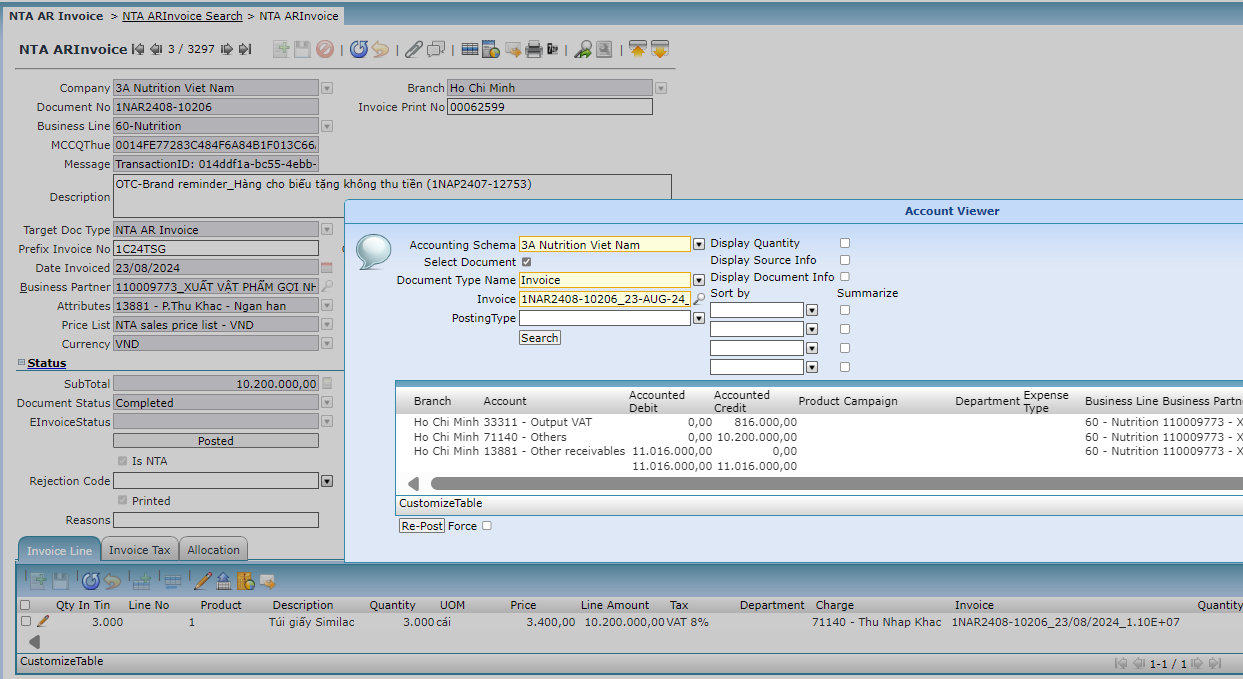 NTA AR Invoice > NTA ARInvoice Search > NTA ARInvoice
NTA ARInvoice 3 / 3297
Company 3A Nutrition Viet Nam Branch Ho Chi Minh
Document No 1NAR2408-10206 Invoice Print No 00062599
Business Line 60-Nutrition
MCCQThue 0014FE77283C484F6A84B1F013C66
Message TransactionID: 014ddf1a-bc55-4ebb-
Description OTC-Brand reminder_Hàng cho biếu tặng không thu tiền (1NAP2407-12753)
Target Doc Type NTA AR Invoice
Prefix Invoice No 1C24TSG
Date Invoiced 23/08/2024
Business Partner 110009773_XUẤT VẬT PHẨM GỢI NH
Attributes 13881 - P.Thu Khac - Ngan han
Price List NTA sales price list - VND
Currency VND
Status
SubTotal 10.200.000,00
Document Status Completed
EInvoiceStatus
Posted
Is NTA
Rejection Code
Printed
Reasons
Account Viewer
Accounting Schema 3A Nutrition Viet Nam Display Quantity
Select Document Display Source Info
Document Type Name Invoice Display Document Info
Invoice 1NAR2408-10206_23-AUG-24_ Sort by Summarize
PostingType
Search
Branch Account Accounted Debit Accounted Credit Product Campaign Department Expense Type Business Line Business Partn
Ho Chi Minh 33311 - Output VAT 0,00 816.000,00 60 - Nutrition 110009773 - X
Ho Chi Minh 71140 - Others 0,00 10.200.000,00 60 - Nutrition 110009773 - X
Ho Chi Minh 13881 - Other receivables 11.016.000,00 0,00 60 - Nutrition 110009773 - X
11.016.000,00 11.016.000,00
CustomizeTable
Re-Post Force
Invoice Line Invoice Tax Allocation
Qty In Tin Line No Product Description Quantity UOM Price Line Amount Tax Department Charge Invoice Quantity
3.000 1 Túi giấy Similac 3.000 cái 3.400,00 10.200.000,00 VAT 8% 71140 - Thu Nhap Khac 1NAR2408-10206_23/08/2024_1.10E+07
CustomizeTable 1-1 / 1